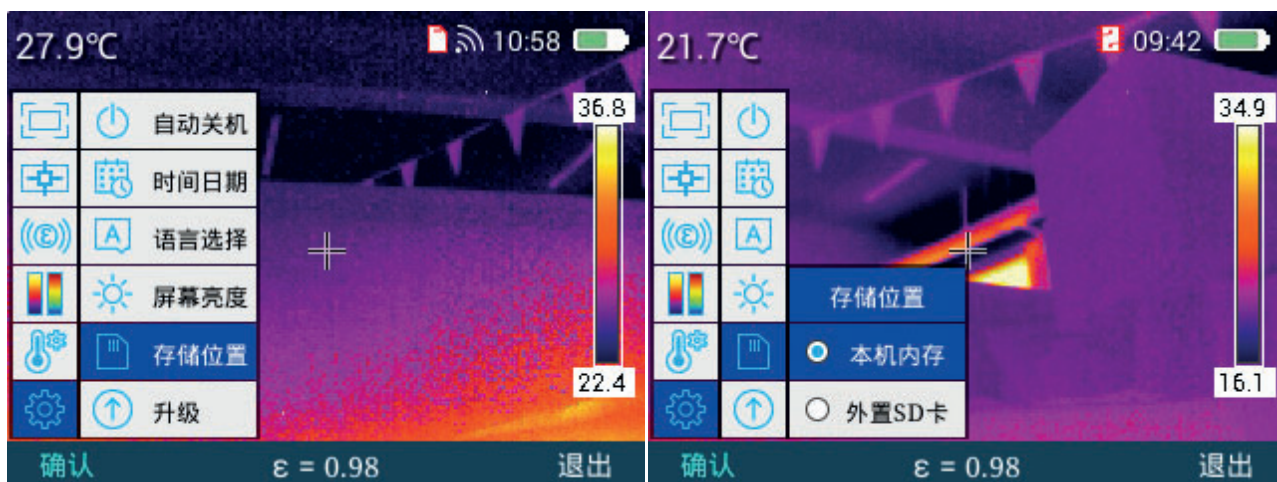 27.9℃
10:58
36.8
自动关机
时间日期
语言选择
屏幕亮度
存储位置
22.4
升级
确认
ε = 0.98
退出
21.7℃
09:42
34.9
存储位置
本机内存
16.1
外置SD卡
确认
ε = 0.98
退出